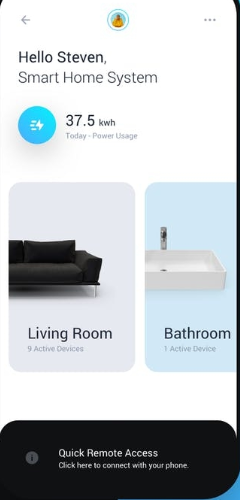 Hello Steven,
Smart Home System
37.5 kwh
Today - Power Usage
Living Room
9 Active Devices
Bathroom
1 Active Device
Quick Remote Access
Click here to connect with your phone.